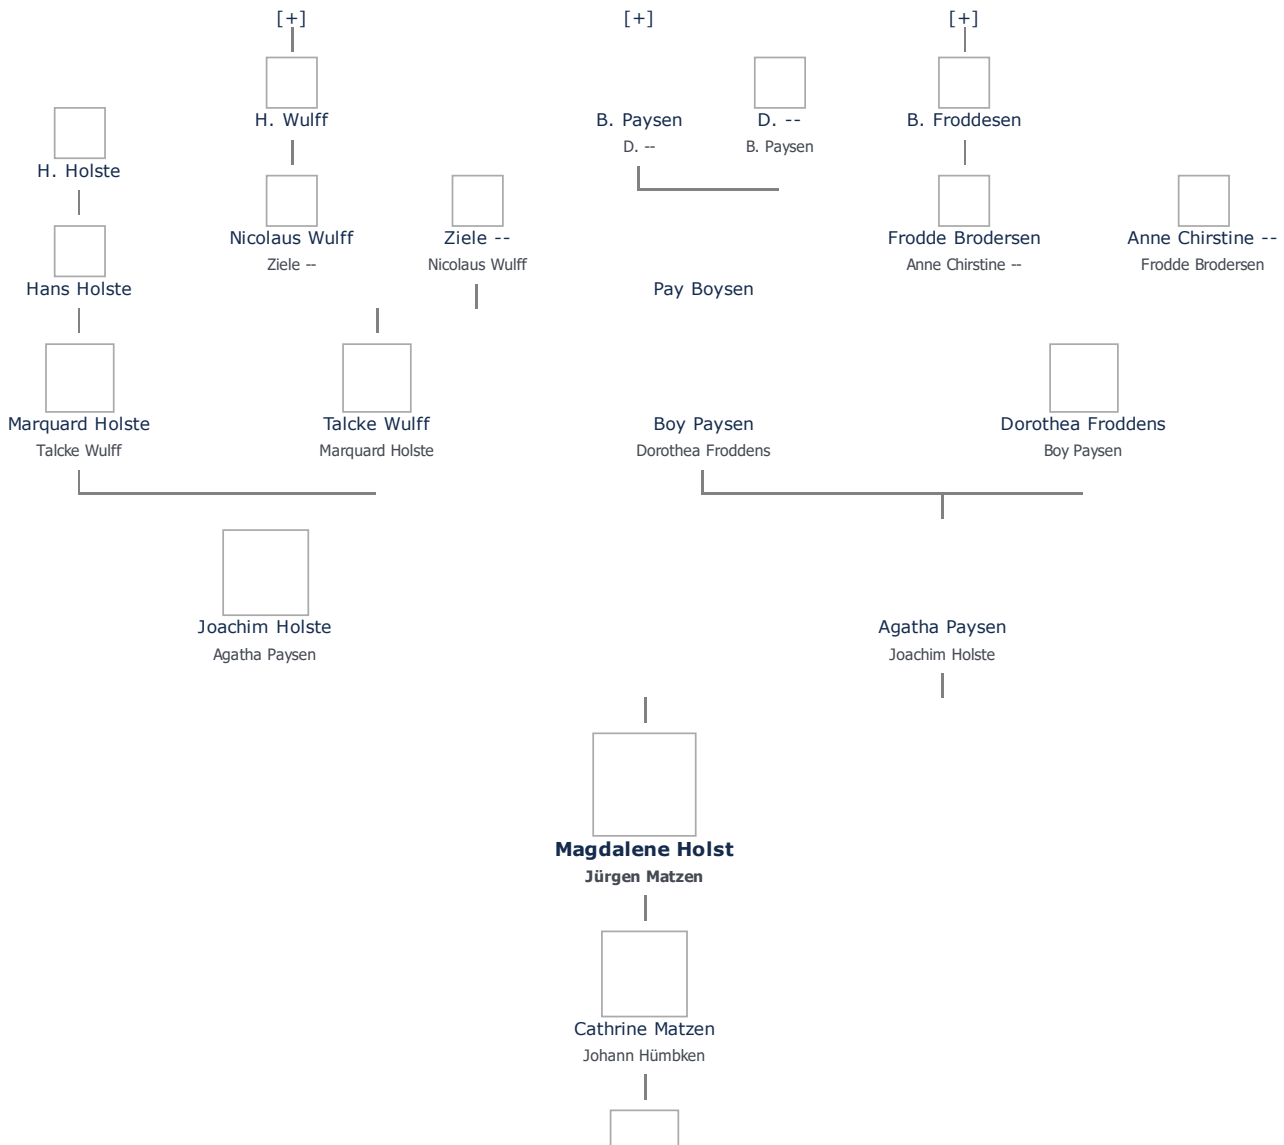 [+] [+] [+]
H. Wulff B. Paysen D. -- B. Froddesen
D. -- B. Paysen
H. Holste
Nicolaus Wulff Ziele -- Frodde Brodersen Anne Chirstine --
Ziele -- Nicolaus Wulff Anne Chirstine -- Frodde Brodersen
Hans Holste Pay Boysen
Marquard Holste Talcke Wulff Boy Paysen Dorothea Froddens
Talcke Wulff Marquard Holste Dorothea Froddens Boy Paysen
Joachim Holste Agatha Paysen
Agatha Paysen Joachim Holste
Magdalene Holst
Jürgen Matzen
Cathrine Matzen
Johann Hümbken